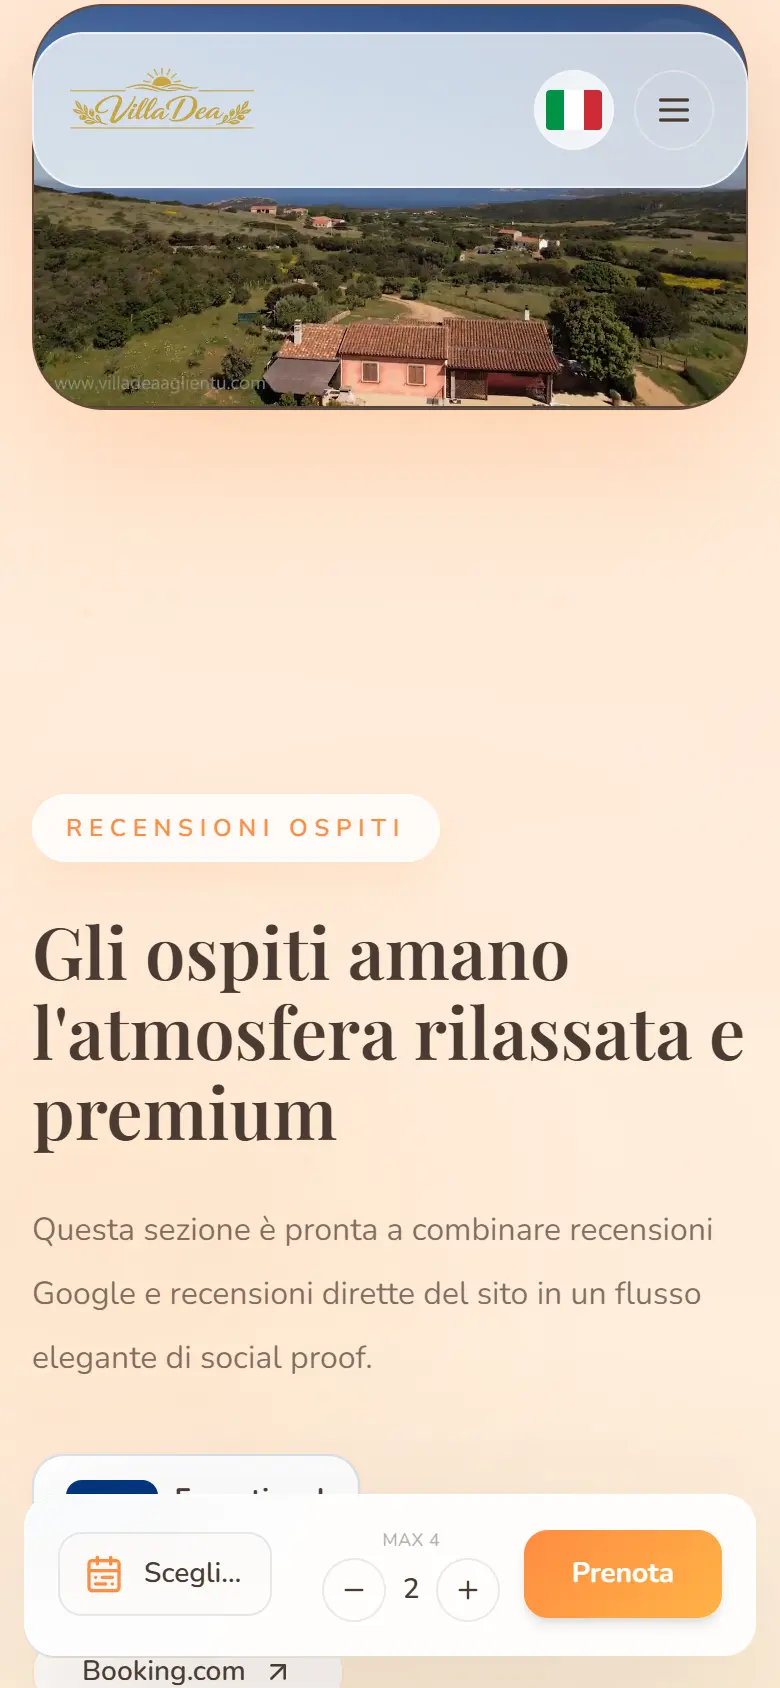 Villa Dea
www.villadeaaglientu.com
RECENSIONI OSPITI
Gli ospiti amano
l'atmosfera rilassata e
premium
Questa sezione è pronta a combinare recensioni
Google e recensioni dirette del sito in un flusso
elegante di social proof.
MAX 4
Scegli...
2
Prenota
Booking.com